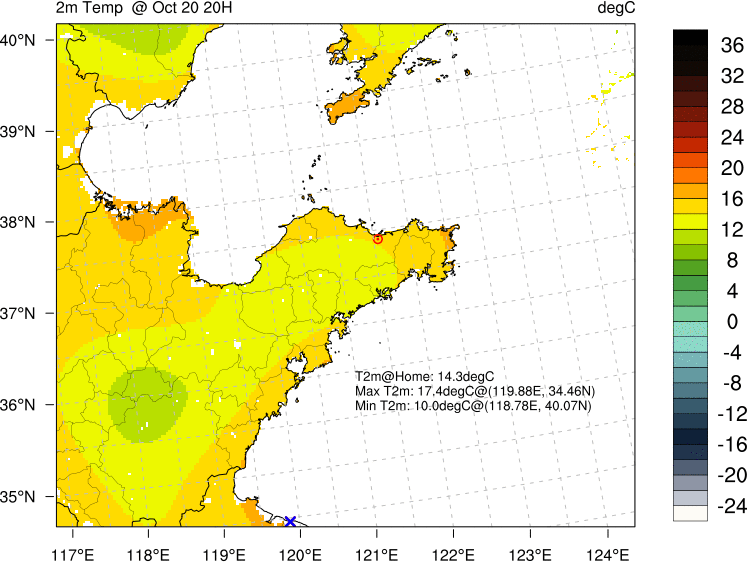 2m Temp @ Oct 20 20H
degC
40°N
39°N
38°N
37°N
36°N
35°N
T2m@Home: 14.3degC
Max T2m: 17.4degC@(119.88E, 34.46N)
Min T2m: 10.0degC@(118.78E, 40.07N)
117°E 118°E 119°E 120°E 121°E 122°E 123°E 124°E
36
32
28
24
20
16
12
8
4
0
-4
-8
-12
-16
-20
-24